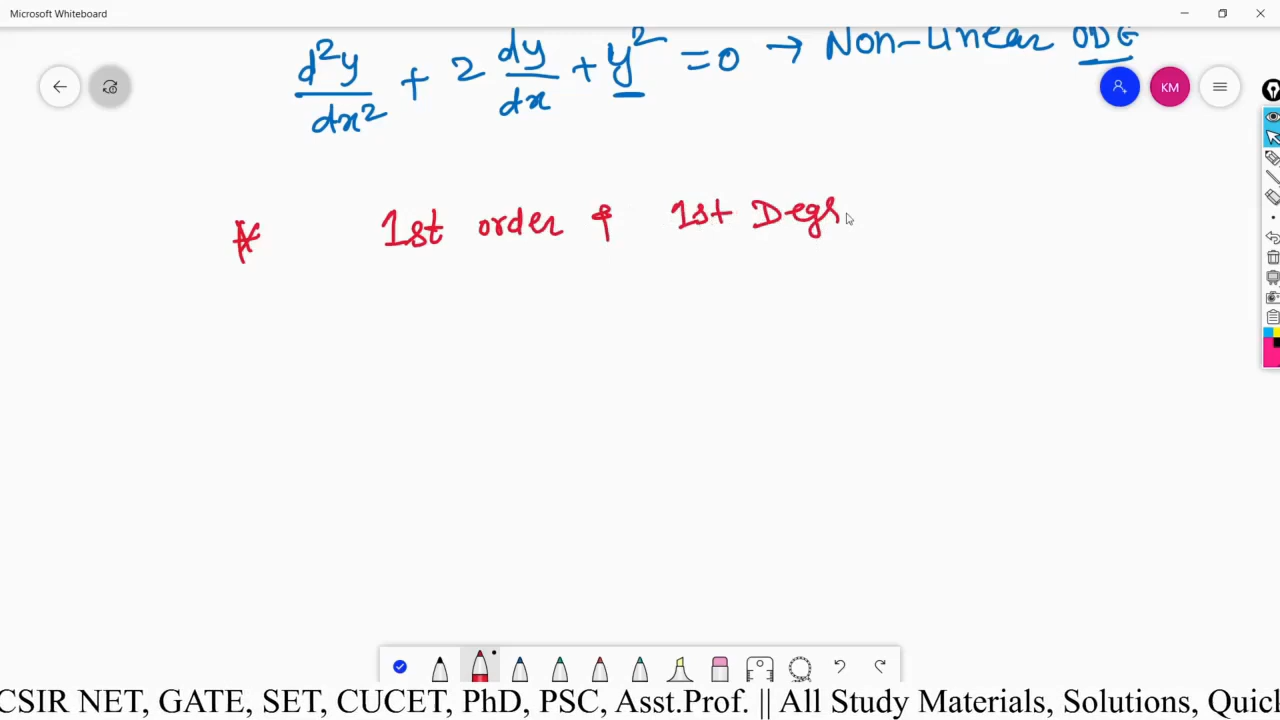 Microsoft Whiteboard
d²y/dx² + 2 dy/dx + y² = 0 → Non-Linear ODE
KM
* 1st order & 1st Degr
CSIR NET, GATE, SET, CUCET, PhD, PSC, Asst.Prof. || All Study Materials, Solutions, Quick